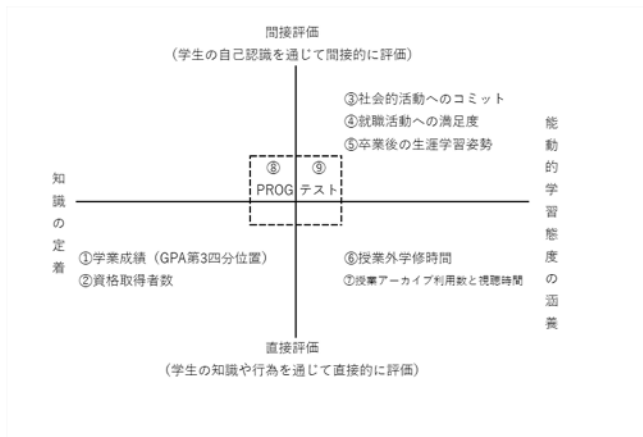 間接評価
（学生の自己認識を通じて間接的に評価）
③社会的活動へのコミット
④就職活動への満足度
⑤卒業後の生涯学習姿勢
⑧ ⑨
PROG テスト
知識の定着
能動的学習態度の涵養
①学業成績（GPA第3四分位置）
②資格取得者数
⑥授業外学修時間
⑦授業アーカイブ利用数と視聴時間
直接評価
（学生の知識や行為を通じて直接的に評価）